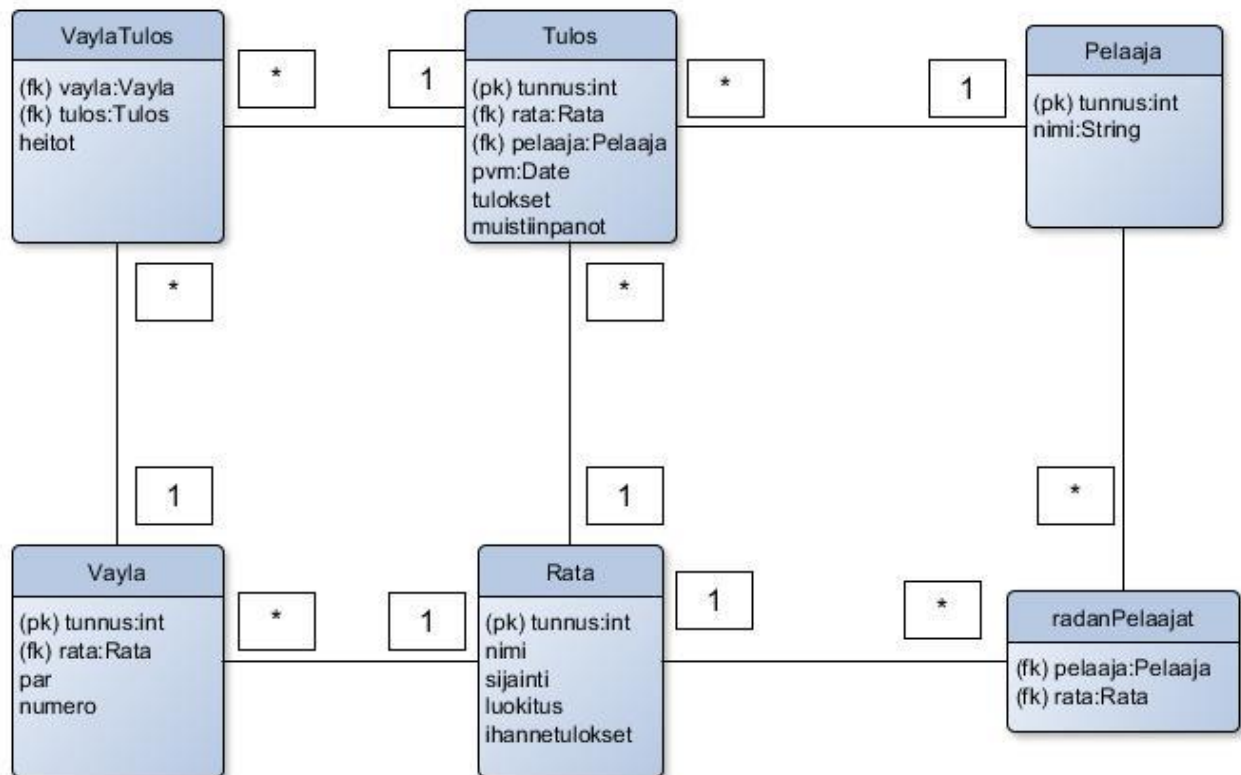 VaylaTulos
(fk) vayla:Vayla
(fk) tulos:Tulos
heitot
*
1
Tulos
(pk) tunnus:int
(fk) rata:Rata
(fk) pelaaja:Pelaaja
pvm:Date
tulokset
muistiinpanot
*
1
Pelaaja
(pk) tunnus:int
nimi:String
*
*
1
1
*
Vayla
(pk) tunnus:int
(fk) rata:Rata
par
numero
*
1
Rata
(pk) tunnus:int
nimi
sijainti
luokitus
ihannetulokset
1
*
radanPelaajat
(fk) pelaaja:Pelaaja
(fk) rata:Rata